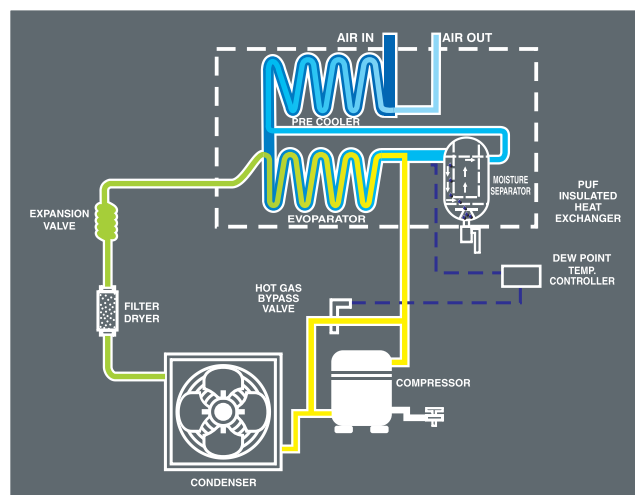 AIR IN
AIR OUT
PRE COOLER
MOISTURE
SEPARATOR
EVOPARATOR
PUF
INSULATED
HEAT
EXCHANGER
EXPANSION
VALVE
DEW POINT
TEMP.
CONTROLLER
HOT GAS
BYPASS
VALVE
FILTER
DRYER
COMPRESSOR
CONDENSER